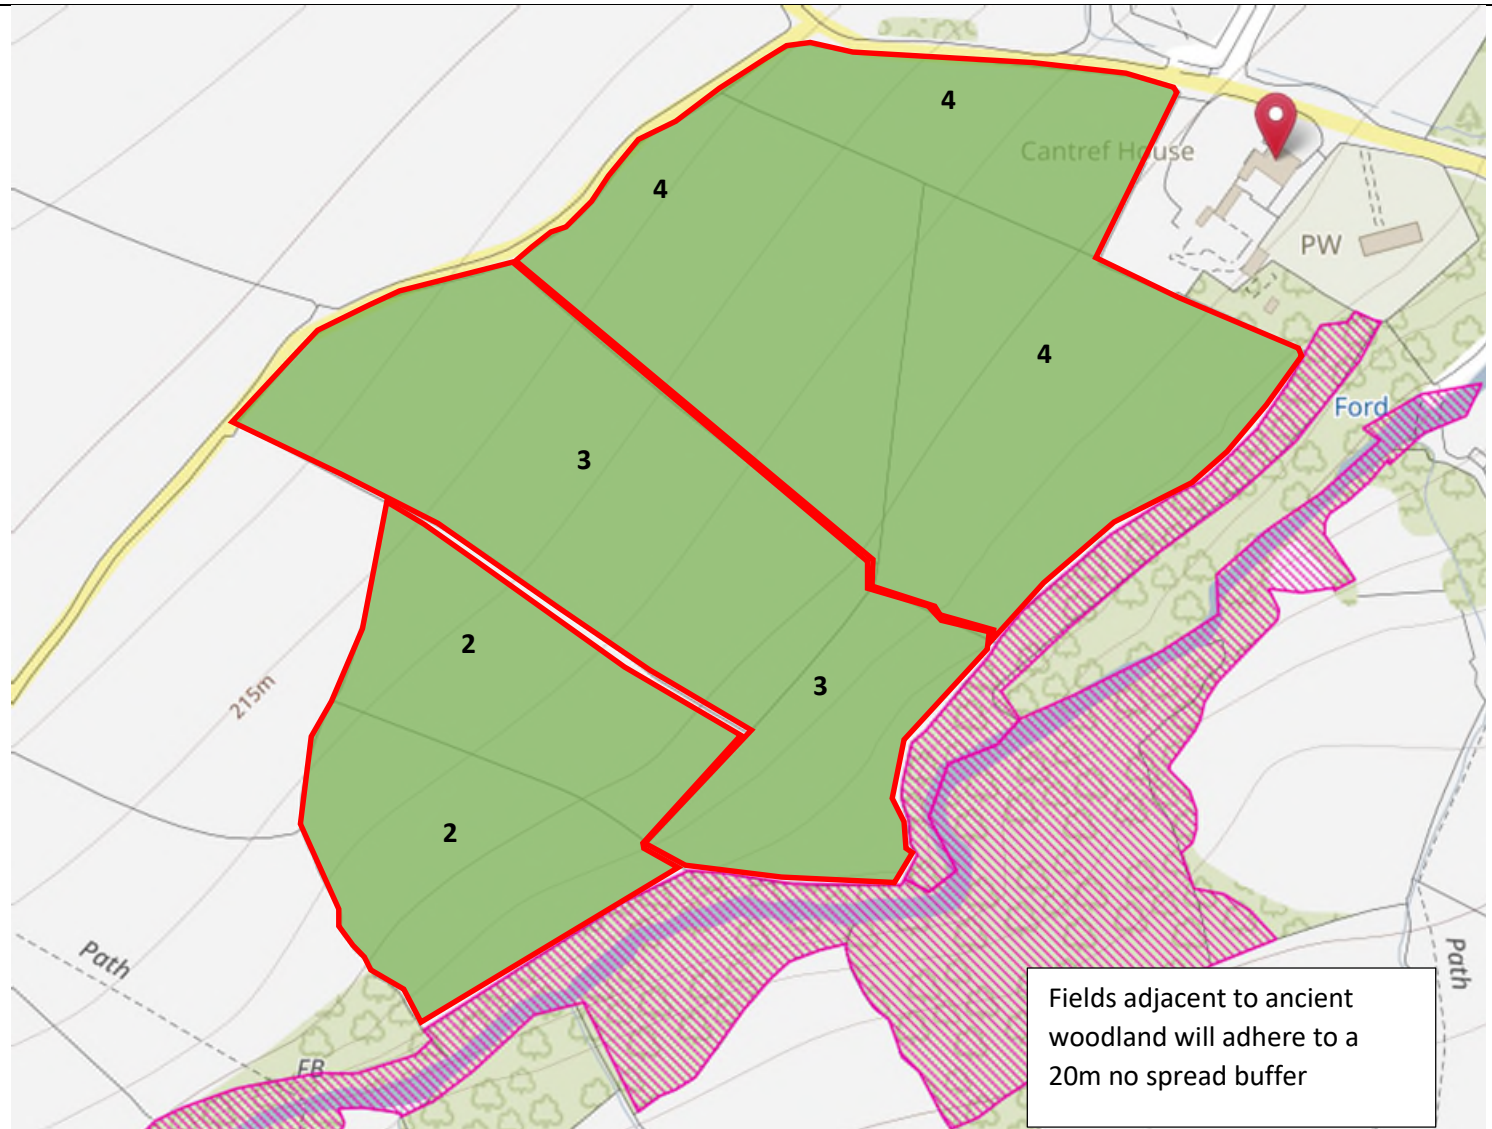 4
Cantref House
4
PW
4
Ford
3
2
3
215m
2
Path
Path
FB
Fields adjacent to ancient
woodland will adhere to a
20m no spread buffer